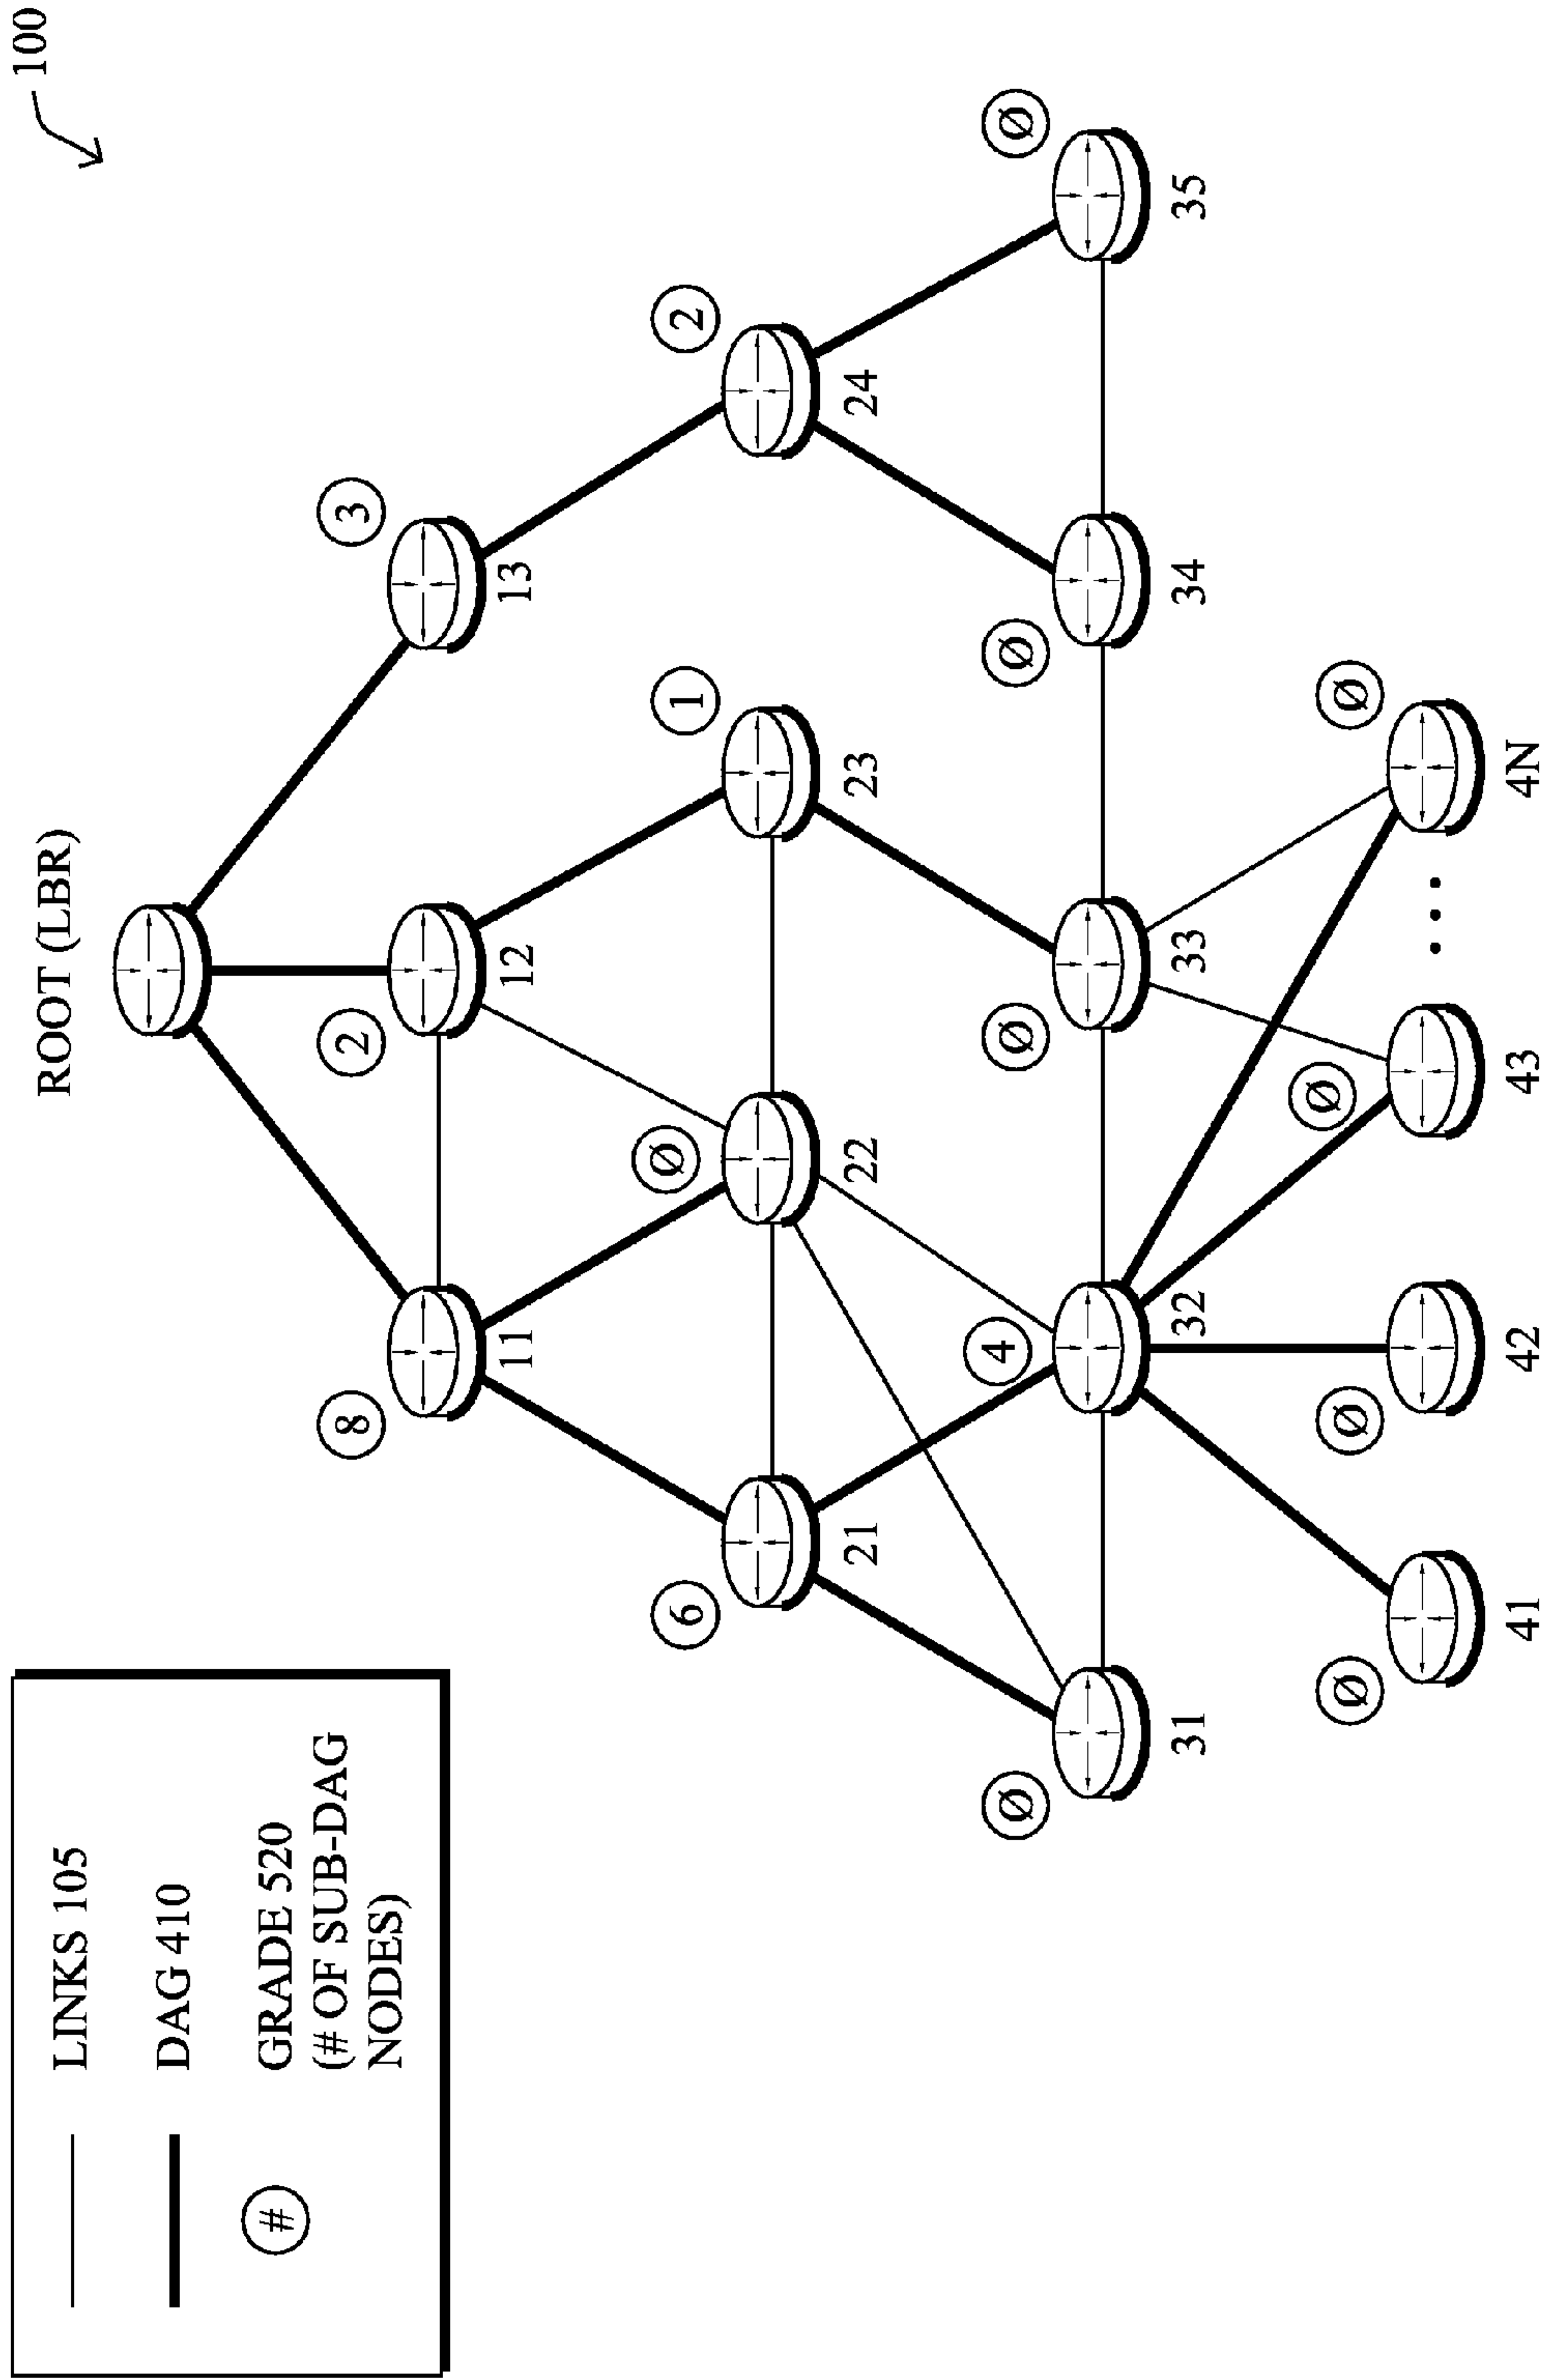 100
LINKS 105
DAG 410
# GRADE 520
(# OF SUB-DAG
NODES)
ROOT (LBR)
8
11
2
12
3
13
6
21
Ø
22
1
23
2
24
Ø
31
4
32
Ø
33
Ø
34
Ø
35
Ø
41
Ø
42
Ø
43
. . .
Ø
4N